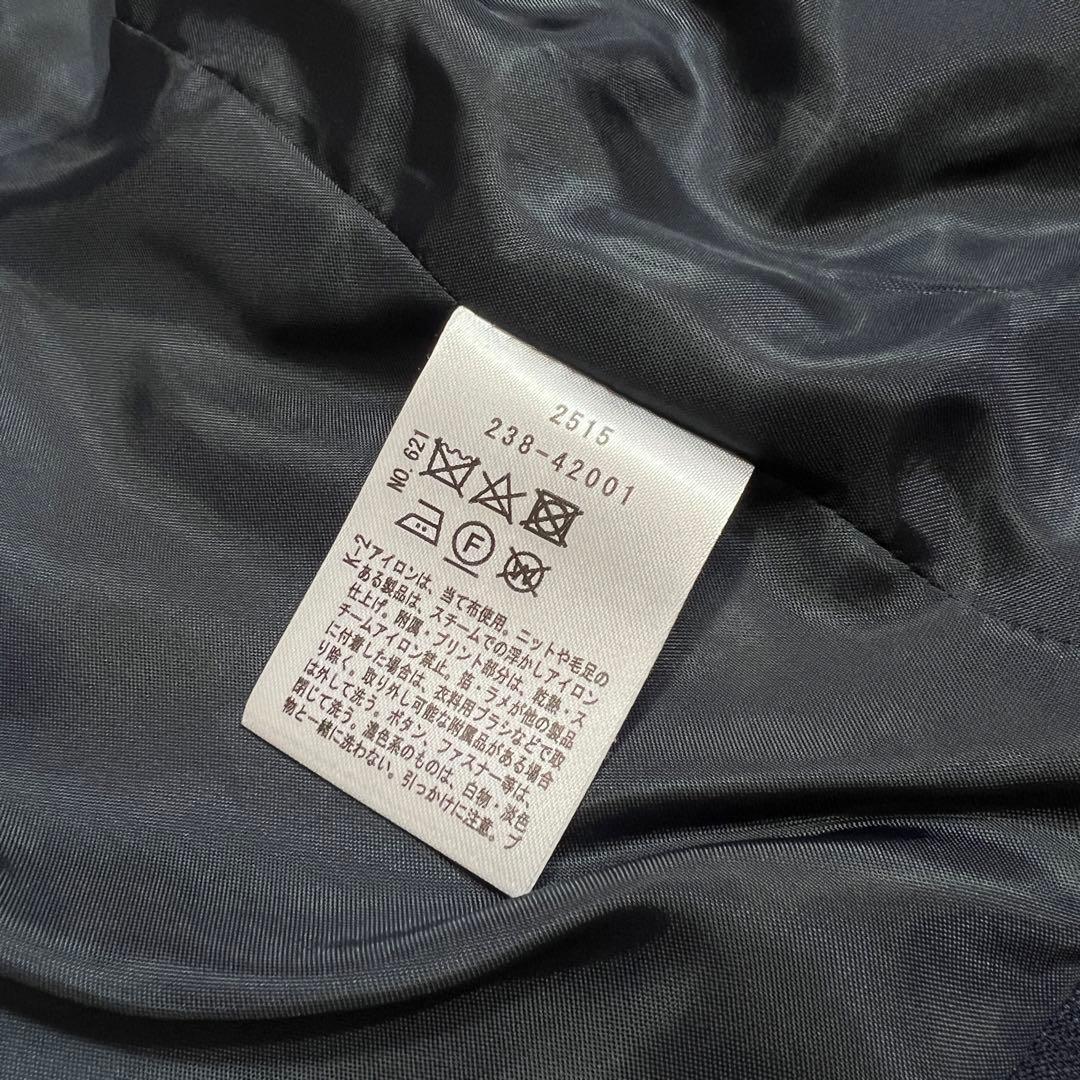 2515
238-42001
NO. 621
F
W
K-2
アイロンは、当て布使用。ニットや毛足の
ある製品は、スチームでの浮かしアイロン
仕上げ。附属・プリント部分は、乾熱・ス
チームアイロン禁止。箔・ラメが他の製品
に付着した場合は、衣料用ブラシなどで取
り除く。取り外し可能な附属品がある場合
は外して洗う。ボタン、ファスナー等は、
閉じて洗う。濃色系のものは、白物・淡色
物と一緒に洗わない。引っかけに注意。プ